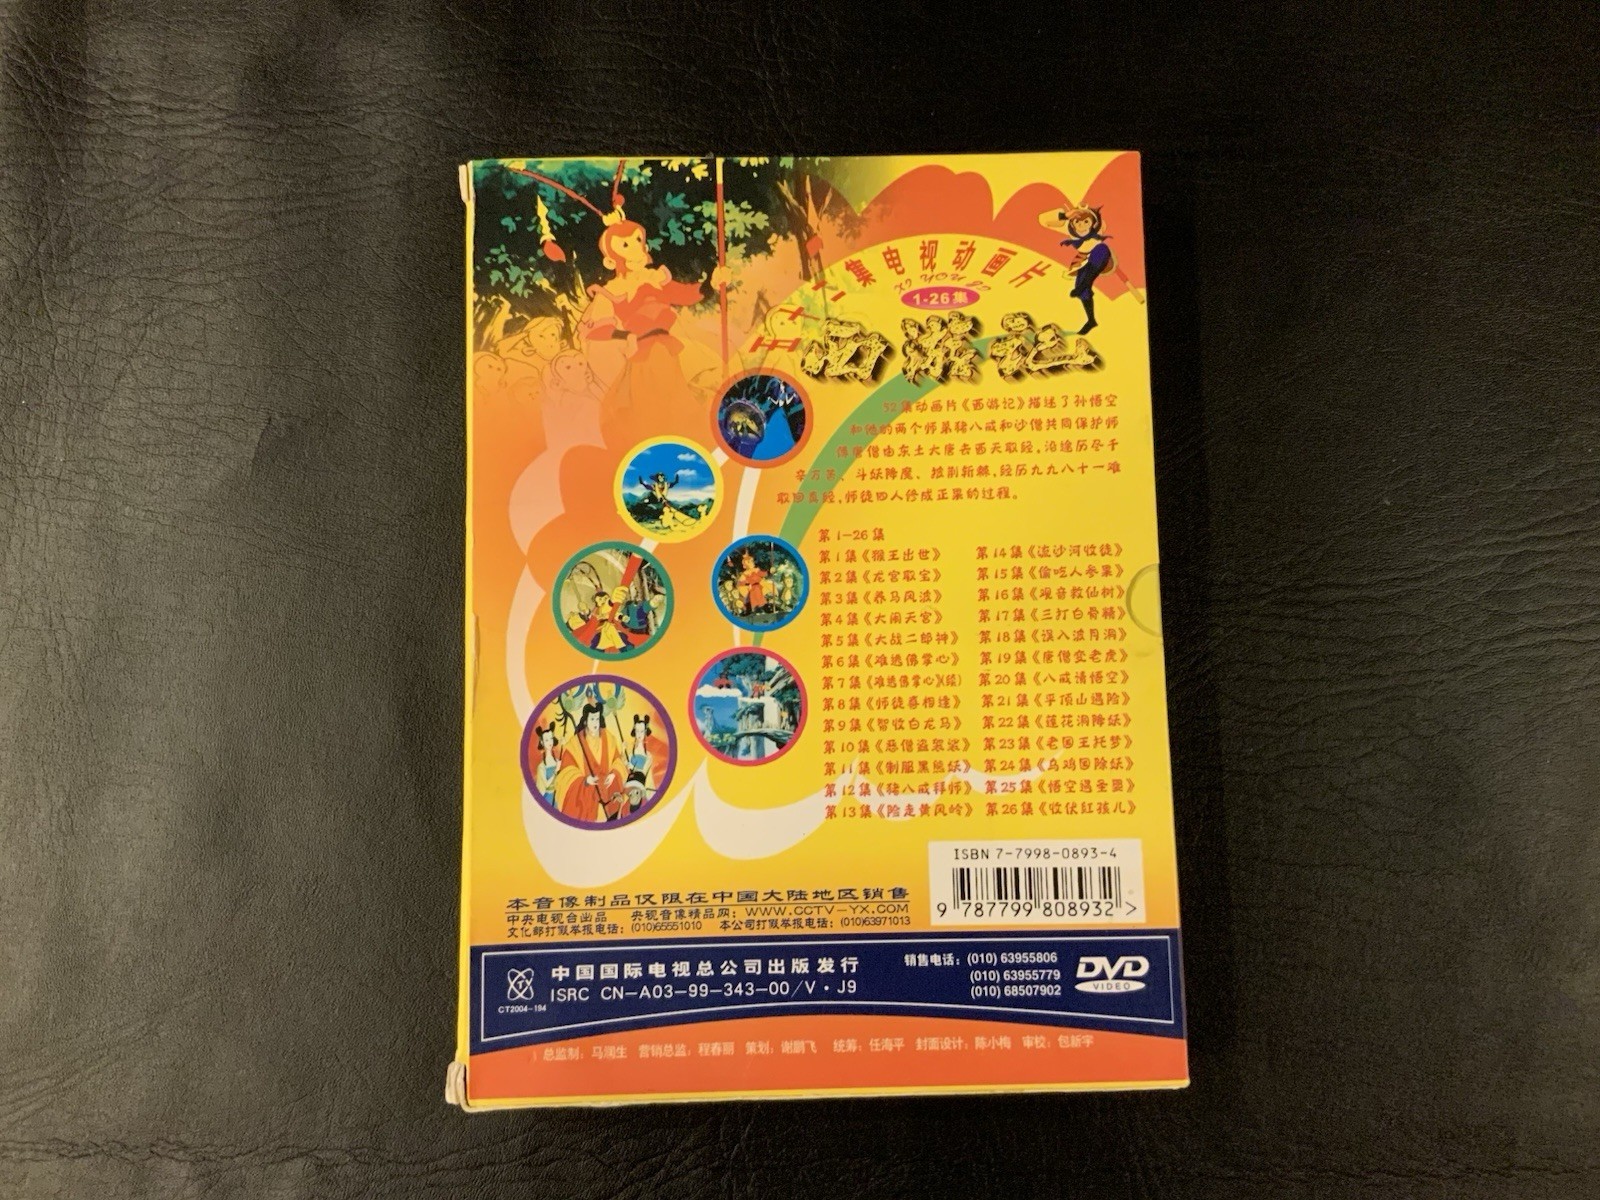 五十二集电视动画片
XI YOU JI
1-26集
西游记
52集动画片《西游记》描述了孙悟空
和他的两个师弟猪八戒和沙僧共同保护师
傅唐僧由东土大唐去西天取经,沿途历尽千
辛万苦、斗妖降魔、披荆斩棘,经历九九八十一难
取回真经,师徒四人修成正果的过程。
第1-26集
第1集《猴王出世》
第2集《龙宫取宝》
第3集《养马风波》
第4集《大闹天宫》
第5集《大战二郎神》
第6集《难逃佛掌心》
第7集《难逃佛掌心》(续)
第8集《师徒喜相逢》
第9集《智收白龙马》
第10集《恶僧盗袈裟》
第11集《制服黑熊妖》
第12集《猪八戒拜师》
第13集《险走黄风岭》
第14集《流沙河收徒》
第15集《偷吃人参果》
第16集《观音救仙树》
第17集《三打白骨精》
第18集《误入波月洞》
第19集《唐僧变老虎》
第20集《八戒请悟空》
第21集《平顶山遇险》
第22集《莲花洞降妖》
第23集《老国王托梦》
第24集《乌鸡国除妖》
第25集《悟空遇圣婴》
第26集《收伏红孩儿》
ISBN 7-7998-0893-4
9 787799 808932 >
本音像制品仅限在中国大陆地区销售
中央电视台出品 央视音像精品网：WWW.CCTV-YX.COM
文化部打假举报电话：(010)65551010 本公司打假举报电话：(010)63971013
TV
CT2004-194
中国国际电视总公司出版发行
ISRC CN-A03-99-343-00/V·J9
销售电话：(010) 63955806
(010) 63955779
(010) 68507902
DVD
VIDEO
总监制：马润生 营销总监：程春丽 策划：谢鹏飞 统筹：任海平 封面设计：陈小梅 审校：包新宇